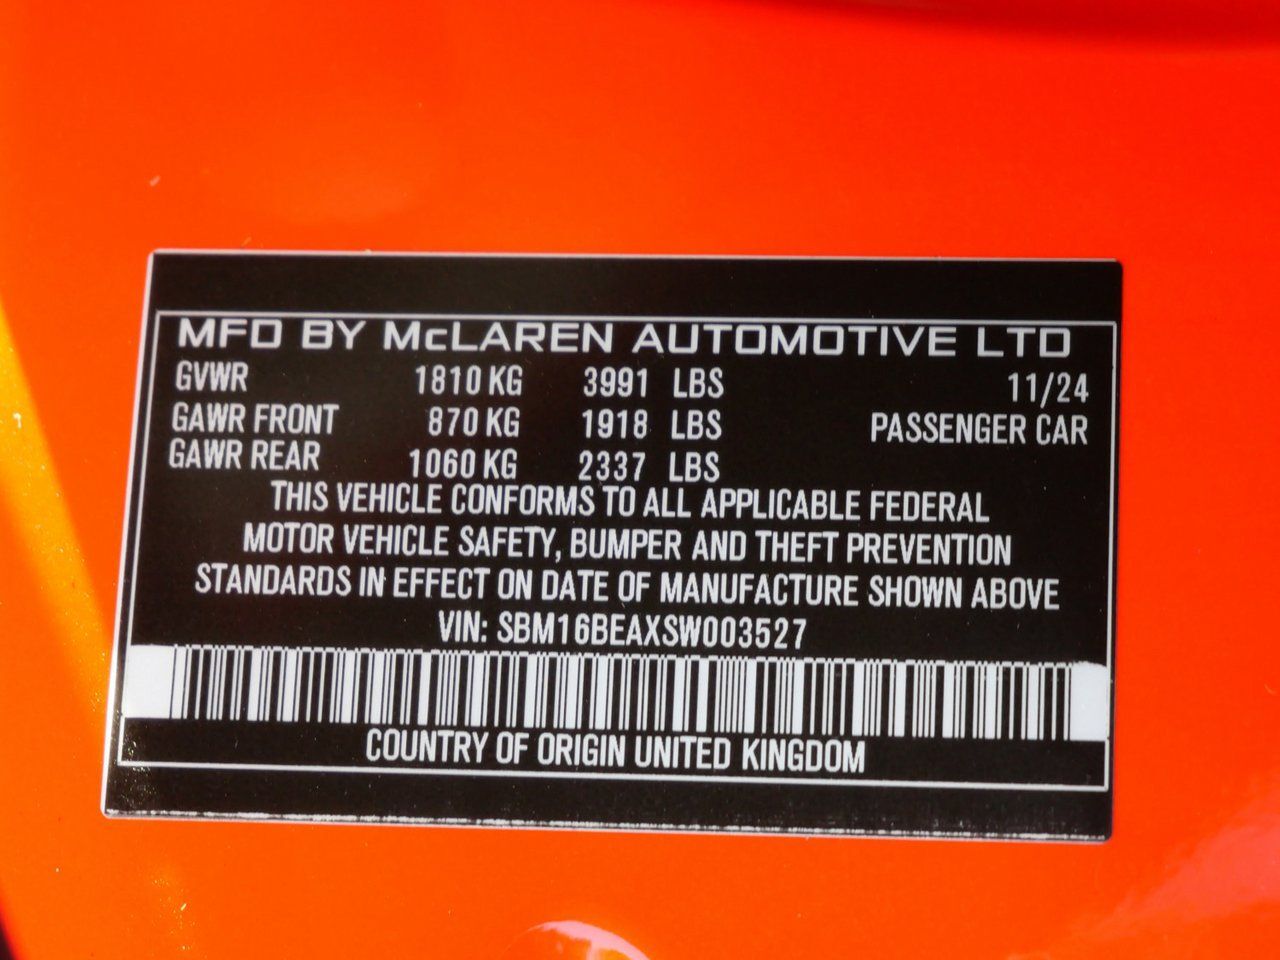 MFD BY McLAREN AUTOMOTIVE LTD
GVWR 1810 KG 3991 LBS 11/24
GAWR FRONT 870 KG 1918 LBS PASSENGER CAR
GAWR REAR 1060 KG 2337 LBS
THIS VEHICLE CONFORMS TO ALL APPLICABLE FEDERAL
MOTOR VEHICLE SAFETY, BUMPER AND THEFT PREVENTION
STANDARDS IN EFFECT ON DATE OF MANUFACTURE SHOWN ABOVE
VIN: SBM16BEAXSW003527
COUNTRY OF ORIGIN UNITED KINGDOM